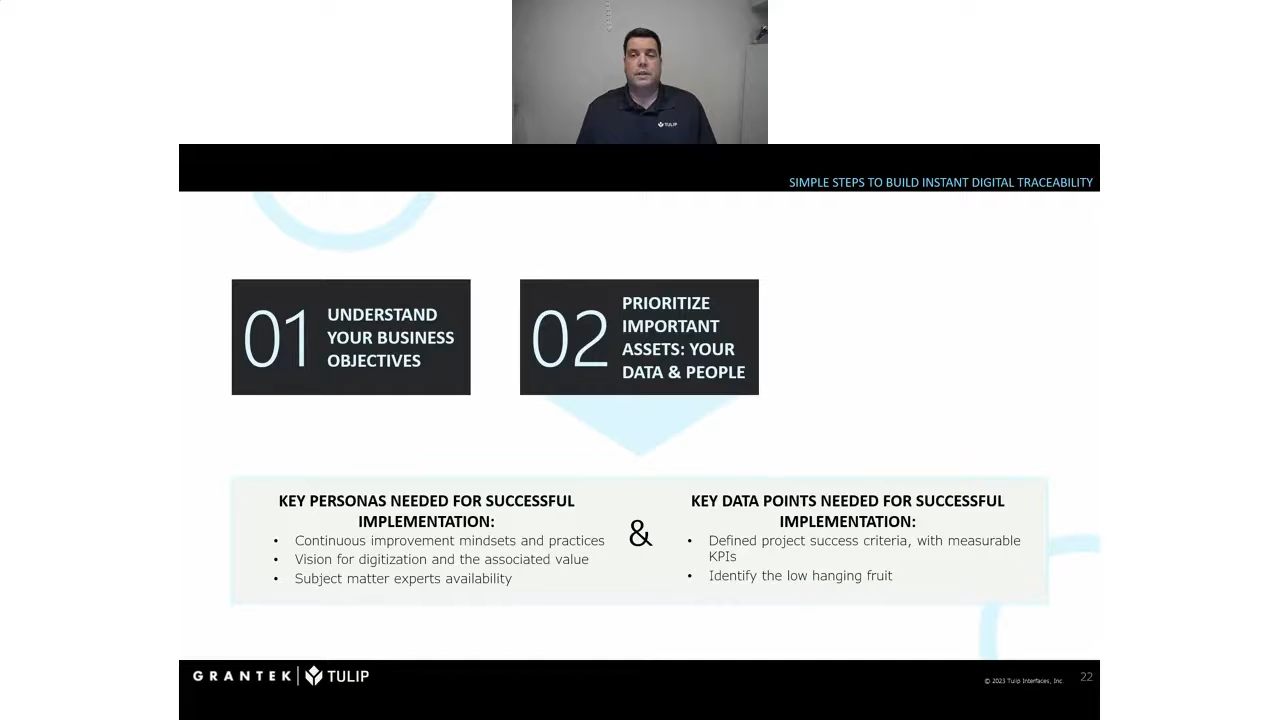 TULIP
SIMPLE STEPS TO BUILD INSTANT DIGITAL TRACEABILITY
01
UNDERSTAND
YOUR BUSINESS
OBJECTIVES
02
PRIORITIZE
IMPORTANT
ASSETS: YOUR
DATA & PEOPLE
KEY PERSONAS NEEDED FOR SUCCESSFUL
IMPLEMENTATION:
• Continuous improvement mindsets and practices
• Vision for digitization and the associated value
• Subject matter experts availability
&
KEY DATA POINTS NEEDED FOR SUCCESSFUL
IMPLEMENTATION:
• Defined project success criteria, with measurable
KPIs
• Identify the low hanging fruit
GRANTEK | TULIP
© 2023 Tulip Interfaces, Inc.
22